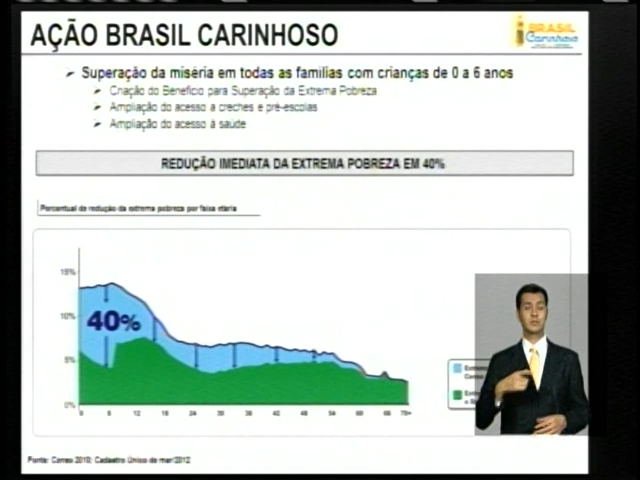 AÇÃO BRASIL CARINHOSO
BRASIL
Carinhoso
Superação da miséria em todas as famílias com crianças de 0 a 6 anos
Criação do Benefício para Superação da Extrema Pobreza
Ampliação do acesso a creches e pré-escolas
Ampliação do acesso à saúde
REDUÇÃO IMEDIATA DA EXTREMA POBREZA EM 40%
Percentual de redução da extrema pobreza por faixa etária
15%
10%
5%
0%
40%
0 6 12 18 24 30 36 42 48 54 60 66 70+
Fonte: Censo 2010; Cadastro Único de mar/2012